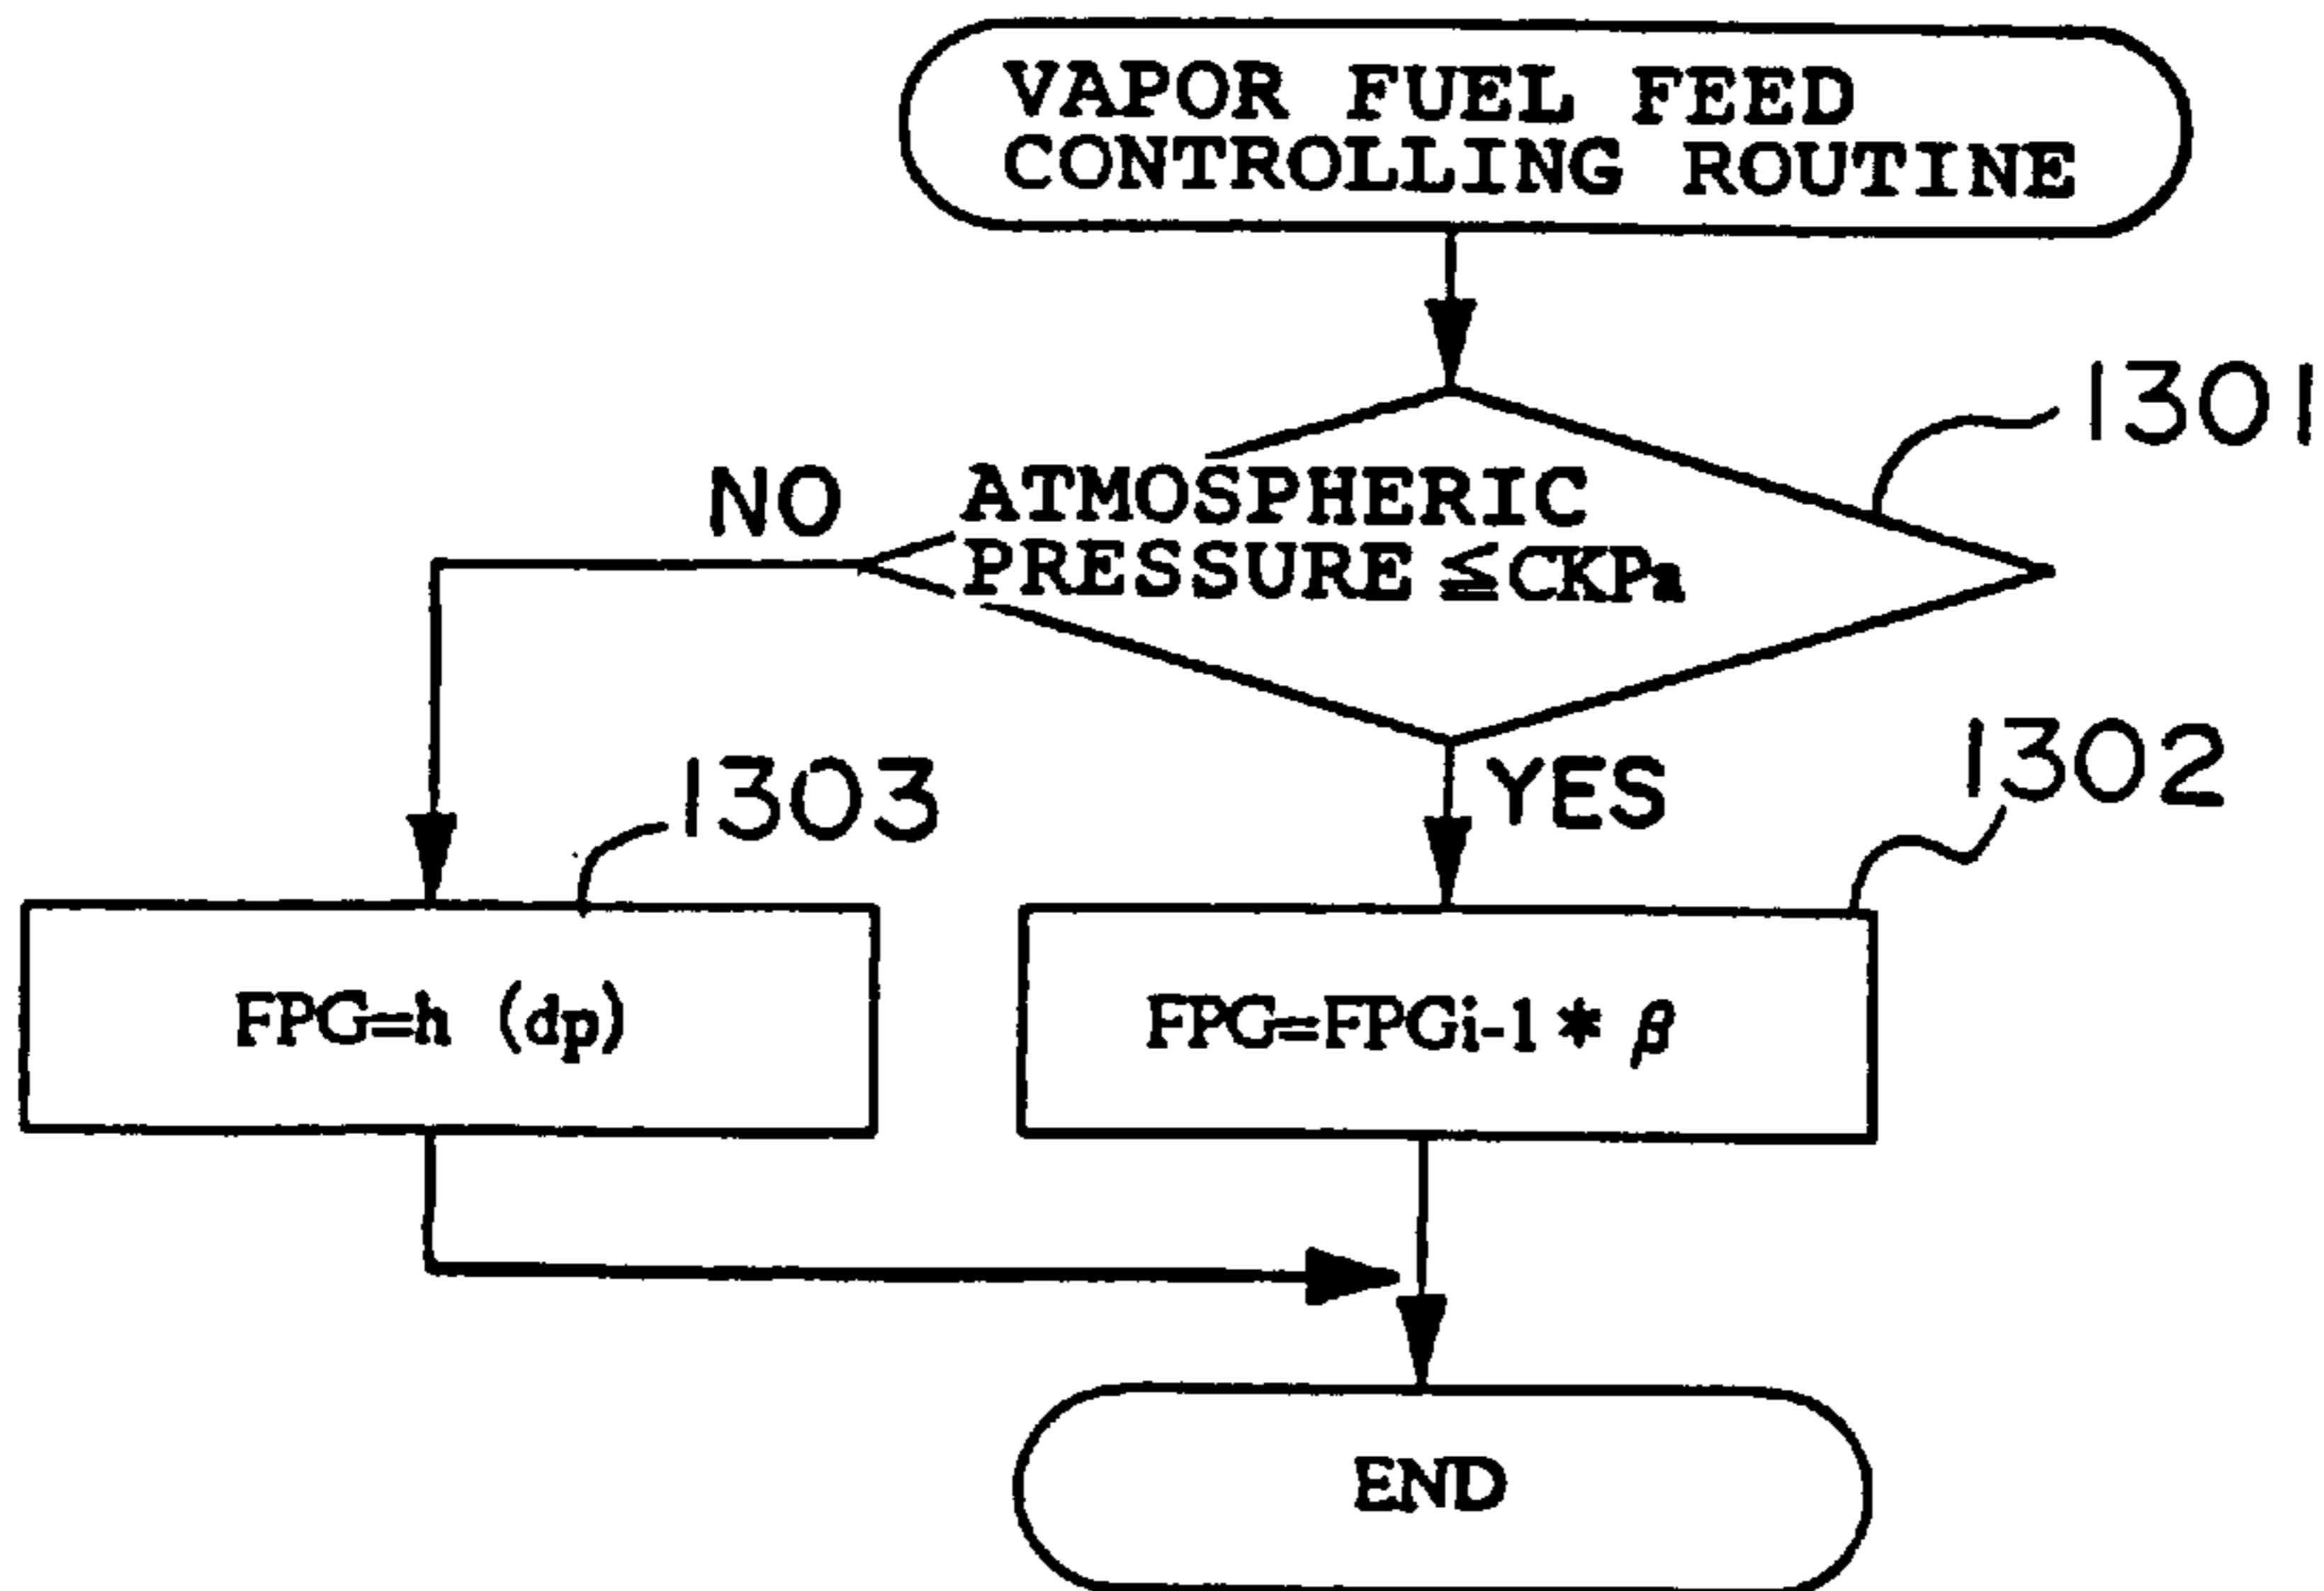 VAPOR FUEL FEED
CONTROLLING ROUTINE
1301
NO
ATMOSPHERIC
PRESSURE ≦CKPa
YES
1303
1302
FPG=h (dp)
FPG=FPGi-1 * β
END